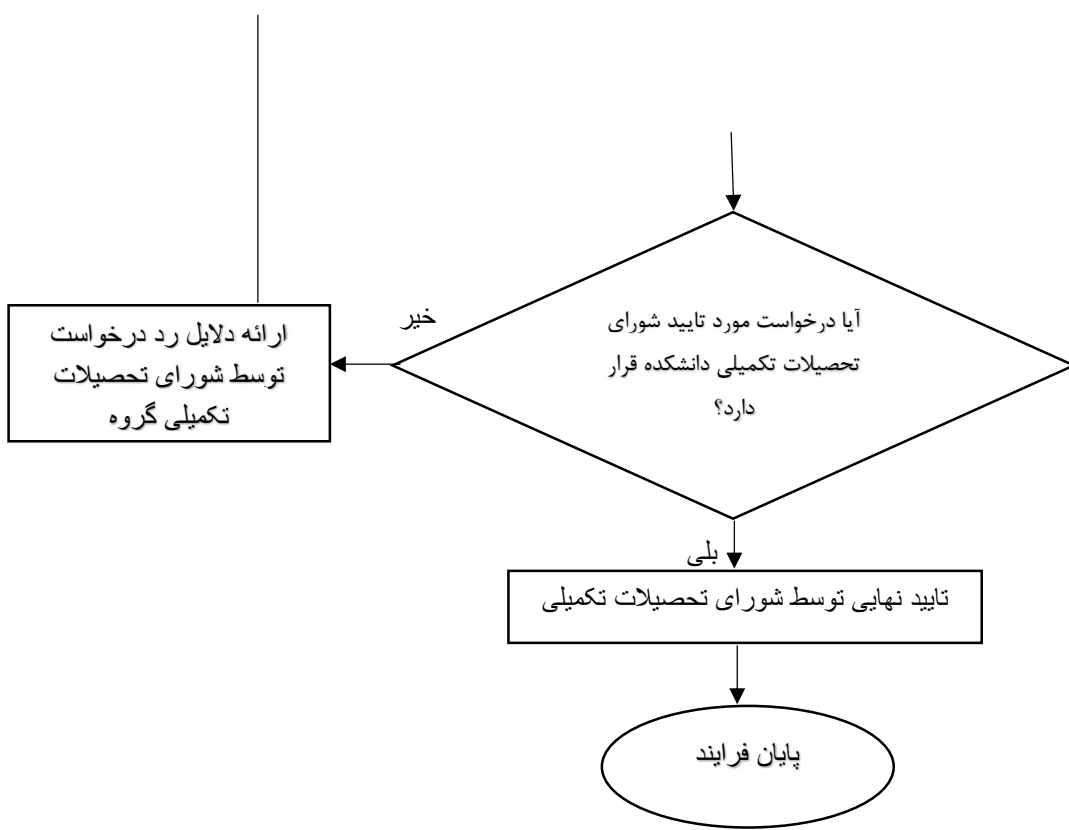 آیا درخواست مورد تایید شورای
تحصیلات تکمیلی دانشکده قرار
دارد؟
خیر
ارائه دلایل رد درخواست
توسط شورای تحصیلات
تکمیلی گروه
بلی
تایید نهایی توسط شورای تحصیلات تکمیلی
پایان فرایند